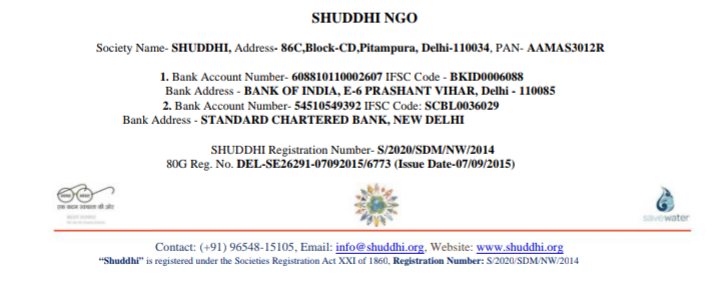 SHUDDHI NGO
Society Name- SHUDDHI, Address- 86C,Block-CD,Pitampura, Delhi-110034, PAN- AAMAS3012R
1. Bank Account Number- 608810110002607 IFSC Code - BKID0006088
Bank Address - BANK OF INDIA, E-6 PRASHANT VIHAR, Delhi - 110085
2. Bank Account Number- 54510549392 IFSC Code: SCBL0036029
Bank Address - STANDARD CHARTERED BANK, NEW DELHI
SHUDDHI Registration Number- S/2020/SDM/NW/2014
80G Reg. No. DEL-SE26291-07092015/6773 (Issue Date-07/09/2015)
एक कदम स्वच्छता की ओर
savewater
Contact: (+91) 96548-15105, Email: info@shuddhi.org, Website: www.shuddhi.org
“Shuddhi” is registered under the Societies Registration Act XXI of 1860, Registration Number: S/2020/SDM/NW/2014